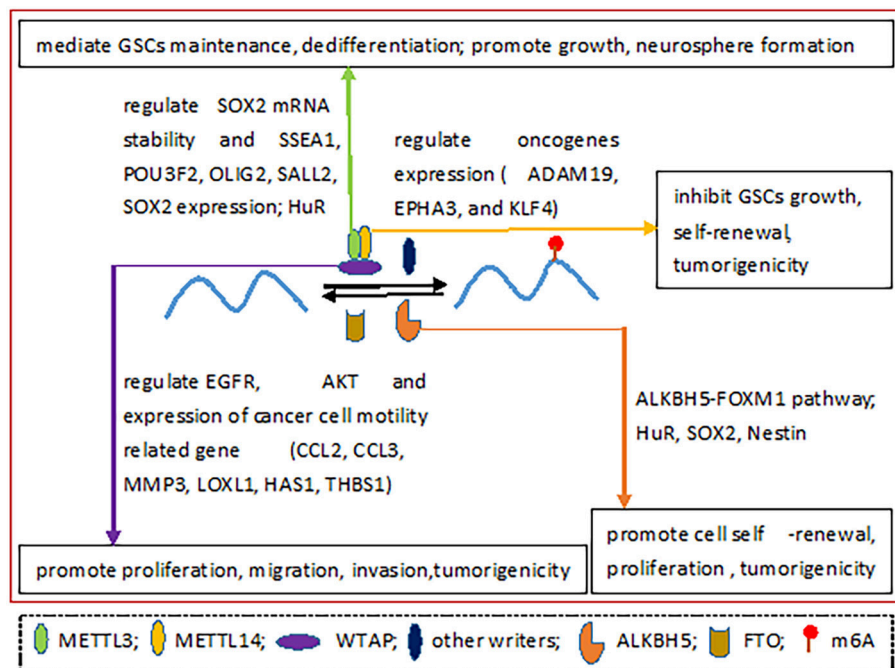 mediate GSCs maintenance, dedifferentiation; promote growth, neurosphere formation
regulate SOX2 mRNA
stability and SSEA1,
POU3F2, OLIG2, SALL2,
SOX2 expression; HuR
regulate oncogenes
expression ( ADAM19,
EPHA3, and KLF4)
inhibit GSCs growth,
self-renewal,
tumorigenicity
regulate EGFR, AKT and
expression of cancer cell motility
related gene (CCL2, CCL3,
MMP3, LOXL1, HAS1, THBS1)
ALKBH5-FOXM1 pathway;
HuR, SOX2, Nestin
promote proliferation, migration, invasion,tumorigenicity
promote cell self -renewal,
proliferation , tumorigenicity
METTL3; METTL14; WTAP; other writers; ALKBH5; FTO; m6A